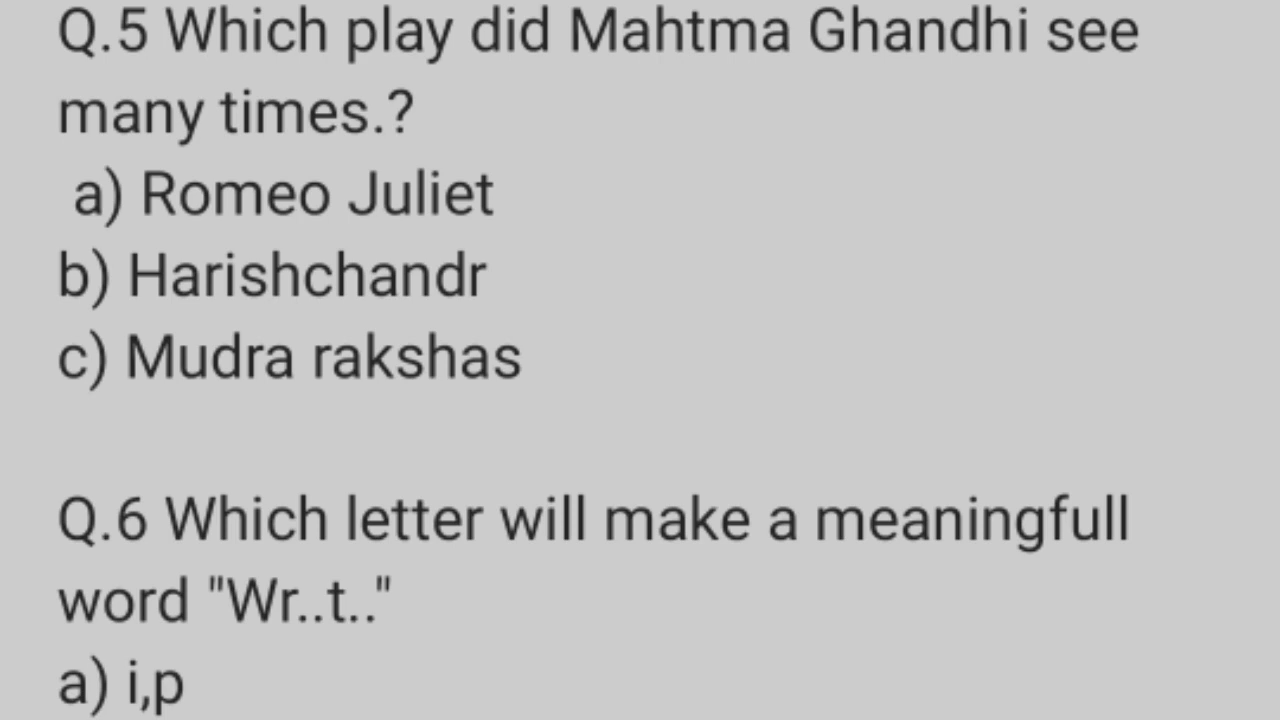 Q.5 Which play did Mahtma Ghandhi see
many times.?
a) Romeo Juliet
b) Harishchandr
c) Mudra rakshas
Q.6 Which letter will make a meaningfull
word "Wr..t.."
a) i,p